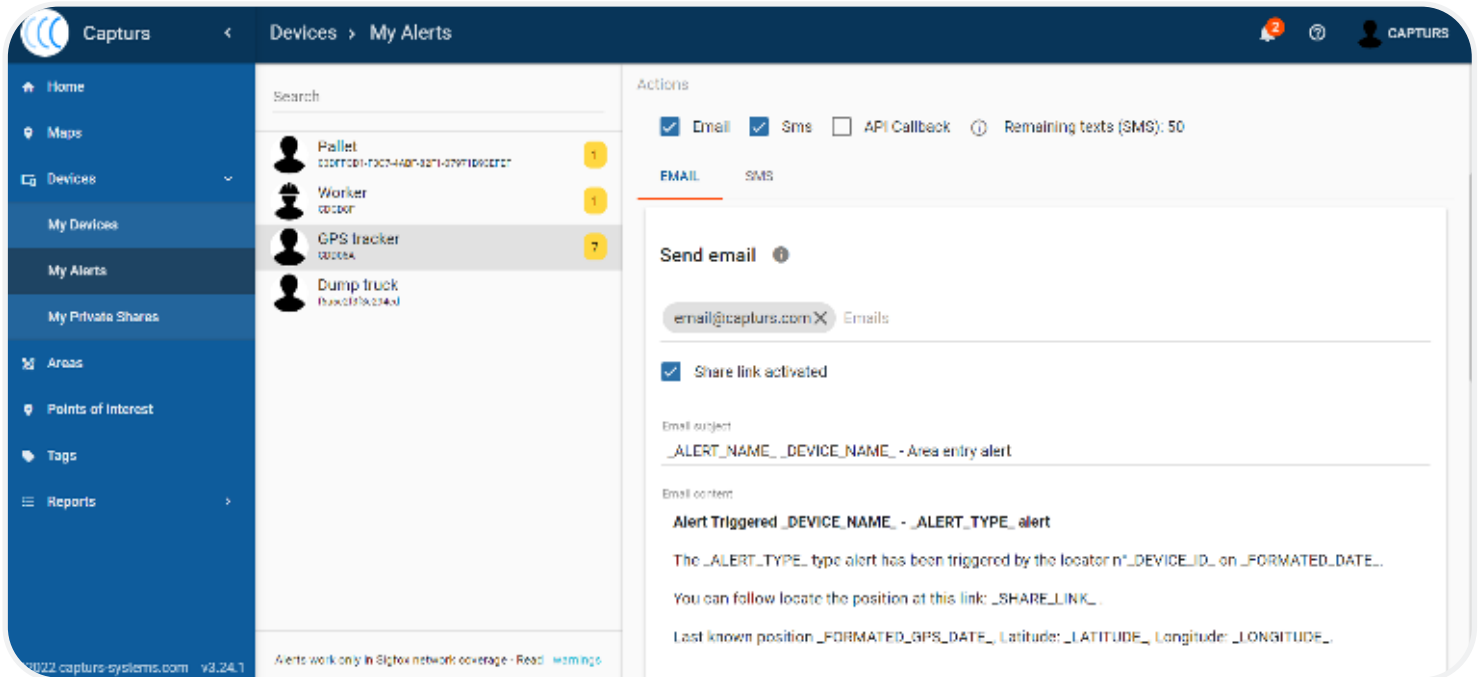 Capturs
Devices > My Alerts
2
CAPTURS
Home
Maps
Devices
My Devices
My Alerts
My Private Shares
Areas
Points of Interest
Tags
Reports
2022 capturs-systems.com v3.24.1
Search
Pallet
1
Worker
1
GPS tracker
7
Dump truck
Alerts work only in Sigfox network coverage - Read warnings
Actions
Email Sms API Callback Remaining texts (SMS): 50
EMAIL SMS
Send email
email@capturs.com Emails
Share link activated
Email subject
_ALERT_NAME_ _DEVICE_NAME_ - Area entry alert
Email content
Alert Triggered _DEVICE_NAME_ - _ALERT_TYPE_ alert
The _ALERT_TYPE_ type alert has been triggered by the locator n°_DEVICE_ID_ on _FORMATED_DATE_.
You can follow locate the position at this link: _SHARE_LINK_ .
Last known position _FORMATED_GPS_DATE_, Latitude: _LATITUDE_, Longitude: _LONGITUDE_.